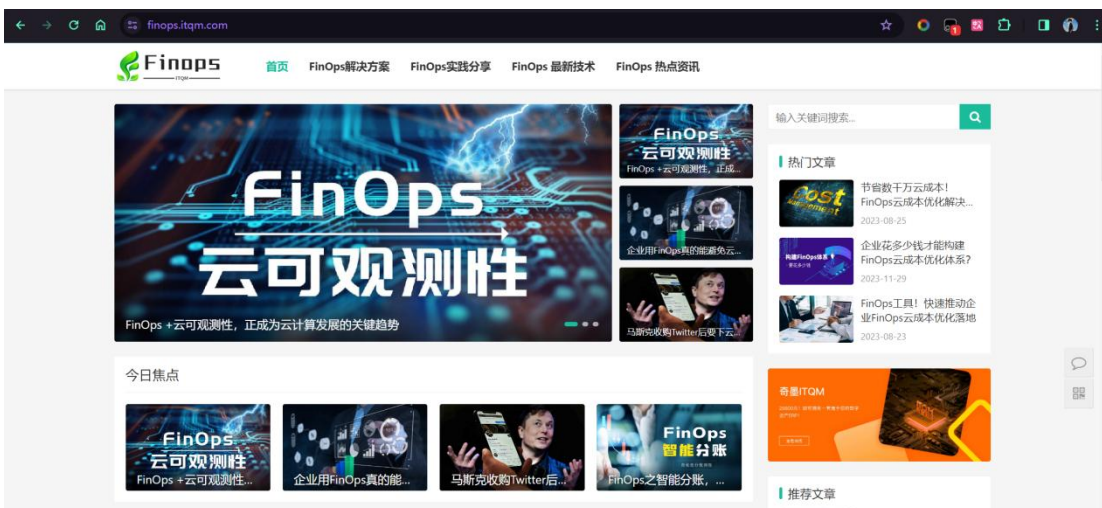 finops.itqm.com
1
Finops
ITQM
首页
FinOps解决方案
FinOps实践分享
FinOps 最新技术
FinOps 热点资讯
FinOps
云可观测性
FinOps +云可观测性，正成为云计算发展的关键趋势
FinOps
云可观测性
FinOps +云可观测性，正成...
企业用FinOps真的能避免云...
马斯克收购Twitter后要下云...
今日焦点
FinOps
云可观测性
FinOps +云可观测性...
企业用FinOps真的能...
马斯克收购Twitter后...
FinOps
智能分账
FinOps之智能分账，...
输入关键词搜索...
热门文章
Cost
management
节省数千万云成本！
FinOps云成本优化解决...
2023-08-25
构建FinOps体系
企业花多少钱才能构建
FinOps云成本优化体系？
2023-11-29
FinOps工具！快速推动企
业FinOps云成本优化落地
2023-08-23
奇墨ITQM
推荐文章